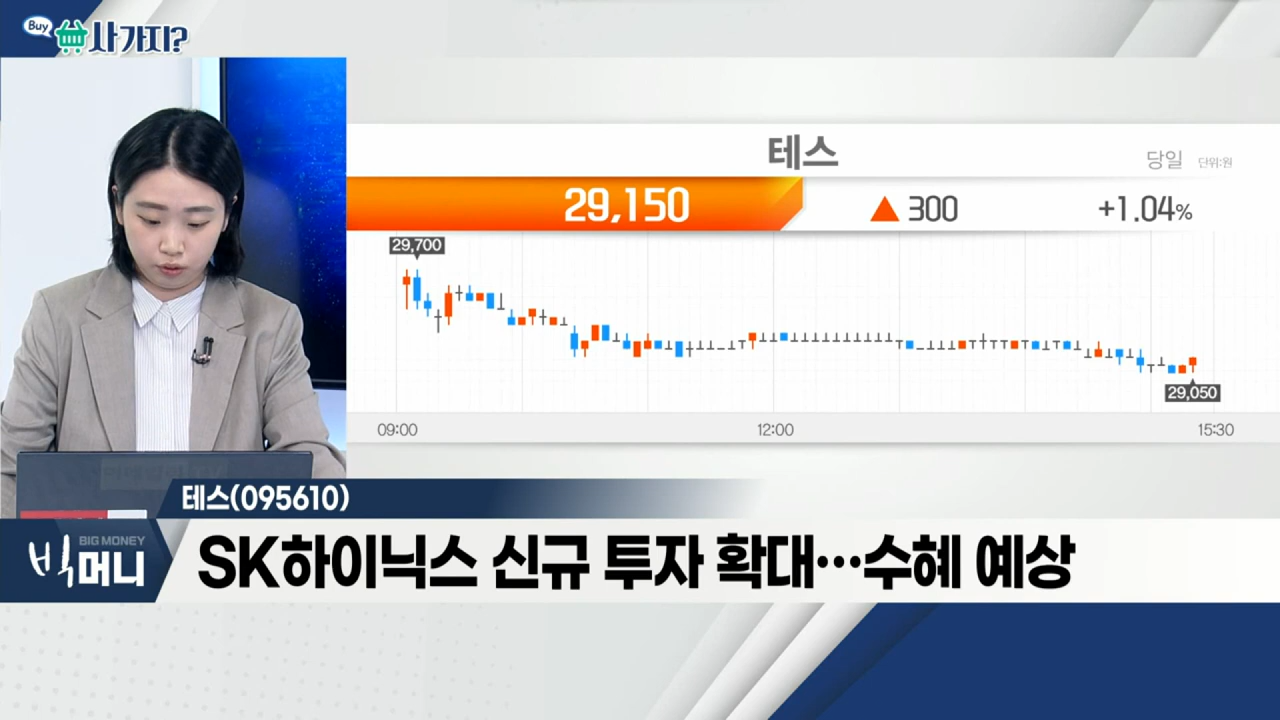 Buy
사가지?
테스
당일 단위:원
29,150 ▲ 300 +1.04%
29,700
29,050
09:00 12:00 15:30
테스(095610)
BIG MONEY
빅머니
SK하이닉스 신규 투자 확대…수혜 예상